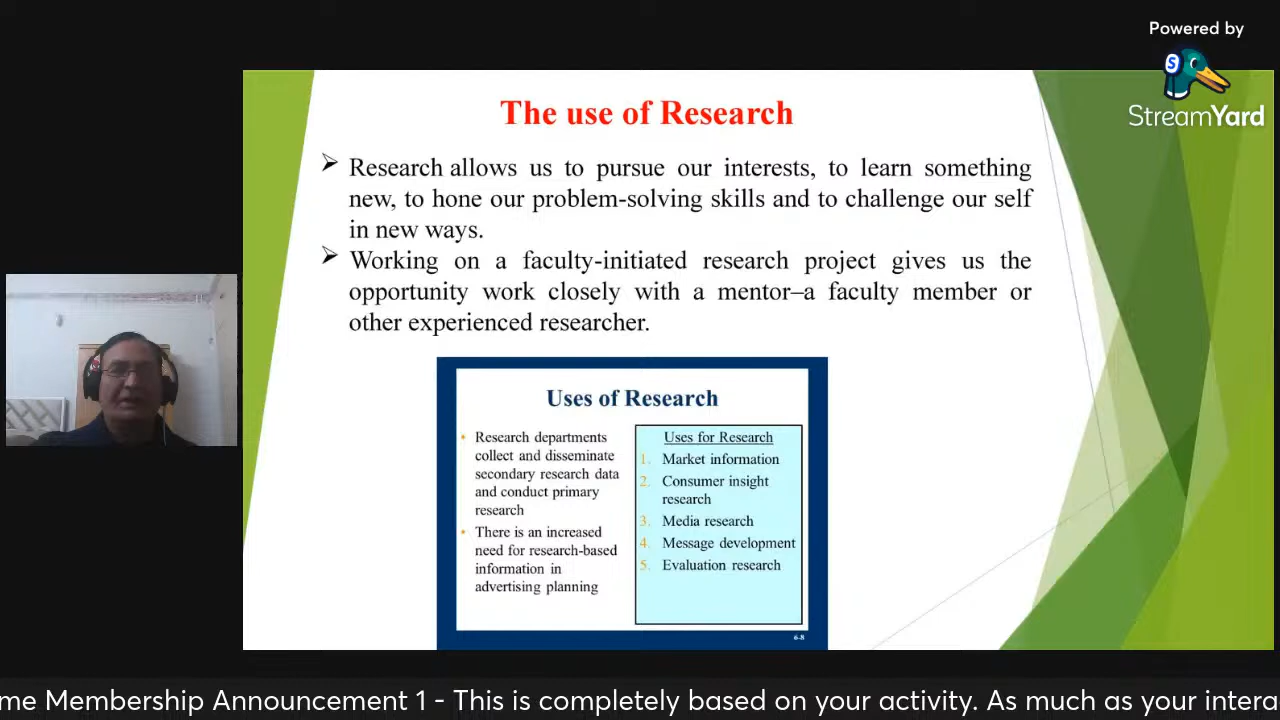 Powered by
StreamYard
The use of Research
➢ Research allows us to pursue our interests, to learn something
new, to hone our problem-solving skills and to challenge our self
in new ways.
➢ Working on a faculty-initiated research project gives us the
opportunity work closely with a mentor–a faculty member or
other experienced researcher.
Uses of Research
• Research departments
collect and disseminate
secondary research data
and conduct primary
research
• There is an increased
need for research-based
information in
advertising planning
Uses for Research
1. Market information
2. Consumer insight
research
3. Media research
4. Message development
5. Evaluation research
6-8
me Membership Announcement 1 - This is completely based on your activity. As much as your intera